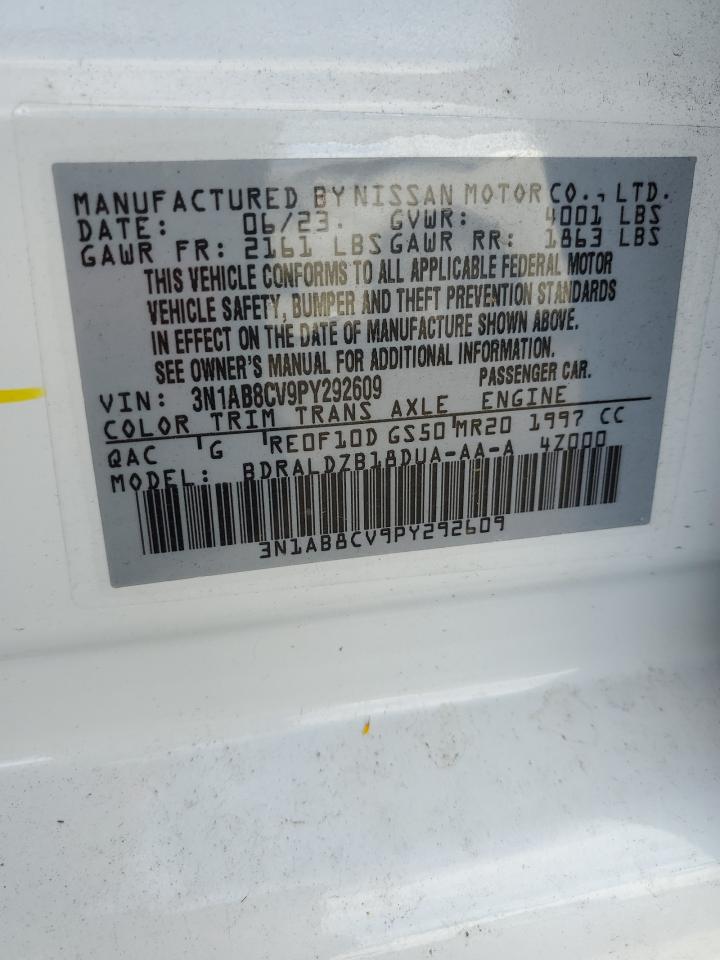 MANUFACTURED BY NISSAN MOTOR CO., LTD.
DATE: 06/23. GVWR: 4001 LBS
GAWR FR: 2161 LBS GAWR RR: 1863 LBS
THIS VEHICLE CONFORMS TO ALL APPLICABLE FEDERAL MOTOR
VEHICLE SAFETY, BUMPER AND THEFT PREVENTION STANDARDS
IN EFFECT ON THE DATE OF MANUFACTURE SHOWN ABOVE.
SEE OWNER'S MANUAL FOR ADDITIONAL INFORMATION.
VIN: 3N1AB8CV9PY292609 PASSENGER CAR.
COLOR TRIM TRANS AXLE ENGINE
QAC G RE0F10D GS50 MR20 1997 CC
MODEL: BDRALDZB18DUA-AA-A 4Z000
3N1AB8CV9PY292609